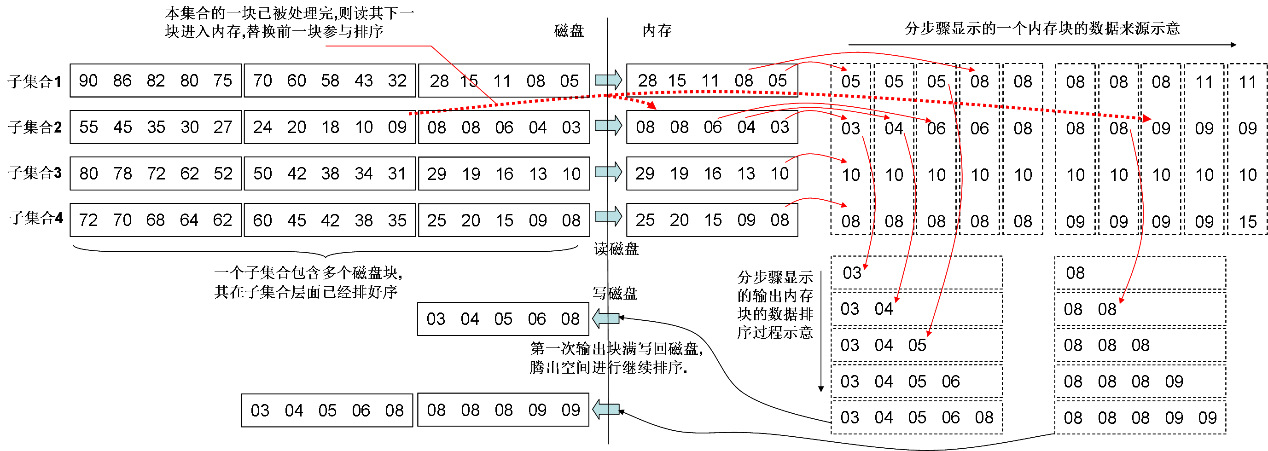 本集合的一块已被处理完,则读其下一
块进入内存,替换前一块参与排序
磁盘
内存
分步骤显示的一个内存块的数据来源示意
子集合1
90 86 82 80 75
70 60 58 43 32
28 15 11 08 05
28 15 11 08 05
05 05 05 08 08
08 08 08 11 11
子集合2
55 45 35 30 27
24 20 18 10 09
08 08 06 04 03
08 08 06 04 03
03 04 06 06 08
08 08 09 09 09
子集合3
80 78 72 62 52
50 42 38 34 31
29 19 16 13 10
29 19 16 13 10
10 10 10 10 10
10 10 10 10 10
子集合4
72 70 68 64 62
60 45 42 38 35
25 20 15 09 08
25 20 15 09 08
08 08 08 08 08
09 09 09 09 15
读磁盘
一个子集合包含多个磁盘块,
其在子集合层面已经排好序
写磁盘
03 04 05 06 08
第一次输出块满写回磁盘,
腾出空间进行继续排序.
03 04 05 06 08
08 08 08 09 09
分步骤显示
的输出内存
块的数据排
序过程示意
03
03 04
03 04 05
03 04 05 06
03 04 05 06 08
08
08 08
08 08 08
08 08 08 09
08 08 08 09 09